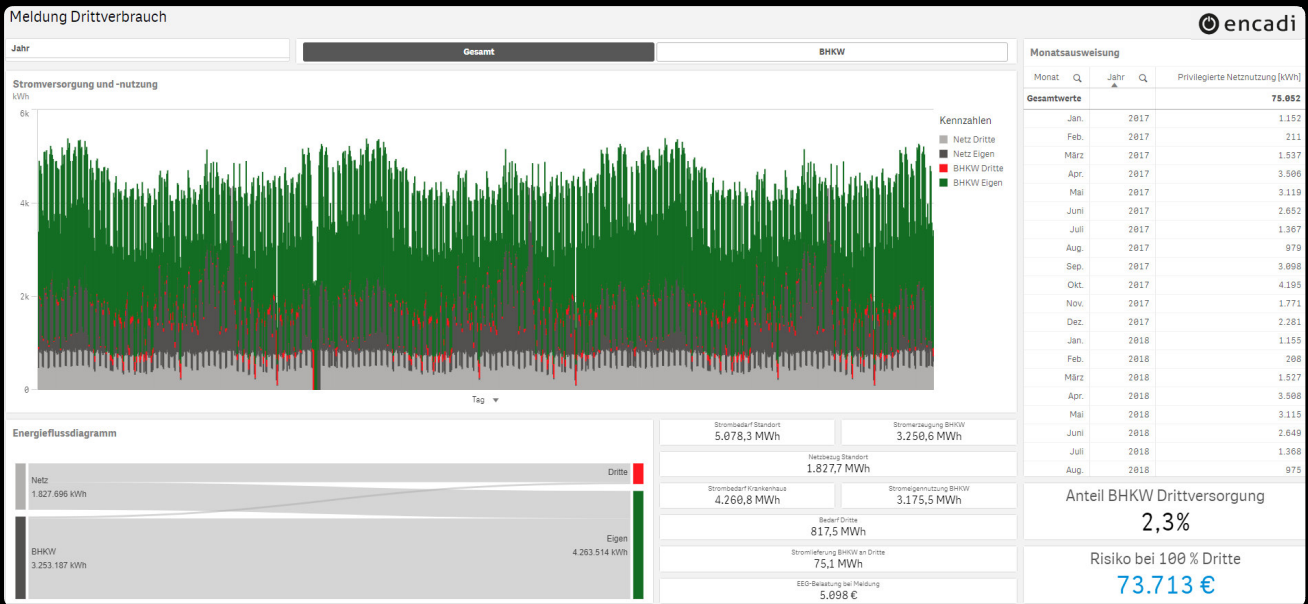 Meldung Drittverbrauch
encadi
Jahr
Gesamt
BHKW
Stromversorgung und -nutzung
kWh
6k
4k
2k
0
Tag
Kennzahlen
Netz Dritte
Netz Eigen
BHKW Dritte
BHKW Eigen
Monatsausweisung
Monat Jahr Privilegierte Netznutzung [kWh]
Gesamtwerte 75.052
Jan. 2017 1.152
Feb. 2017 211
März 2017 1.537
Apr. 2017 3.506
Mai 2017 3.119
Juni 2017 2.652
Juli 2017 1.367
Aug. 2017 979
Sep. 2017 3.098
Okt. 2017 4.195
Nov. 2017 1.771
Dez. 2017 2.281
Jan. 2018 1.155
Feb. 2018 208
März 2018 1.527
Apr. 2018 3.508
Mai 2018 3.115
Juni 2018 2.649
Juli 2018 1.368
Aug. 2018 975
Energieflussdiagramm
Netz
1.827.696 kWh
BHKW
3.253.187 kWh
Dritte
Eigen
4.263.514 kWh
Strombedarf Standort
5.078,3 MWh
Stromerzeugung BHKW
3.250,6 MWh
Netzbezug Standort
1.827,7 MWh
Strombedarf Krankenhaus
4.260,8 MWh
Stromeigennutzung BHKW
3.175,5 MWh
Bedarf Dritte
817,5 MWh
Stromlieferung BHKW an Dritte
75,1 MWh
EEG-Belastung bei Meldung
5.098 €
Anteil BHKW Drittversorgung
2,3%
Risiko bei 100 % Dritte
73.713 €